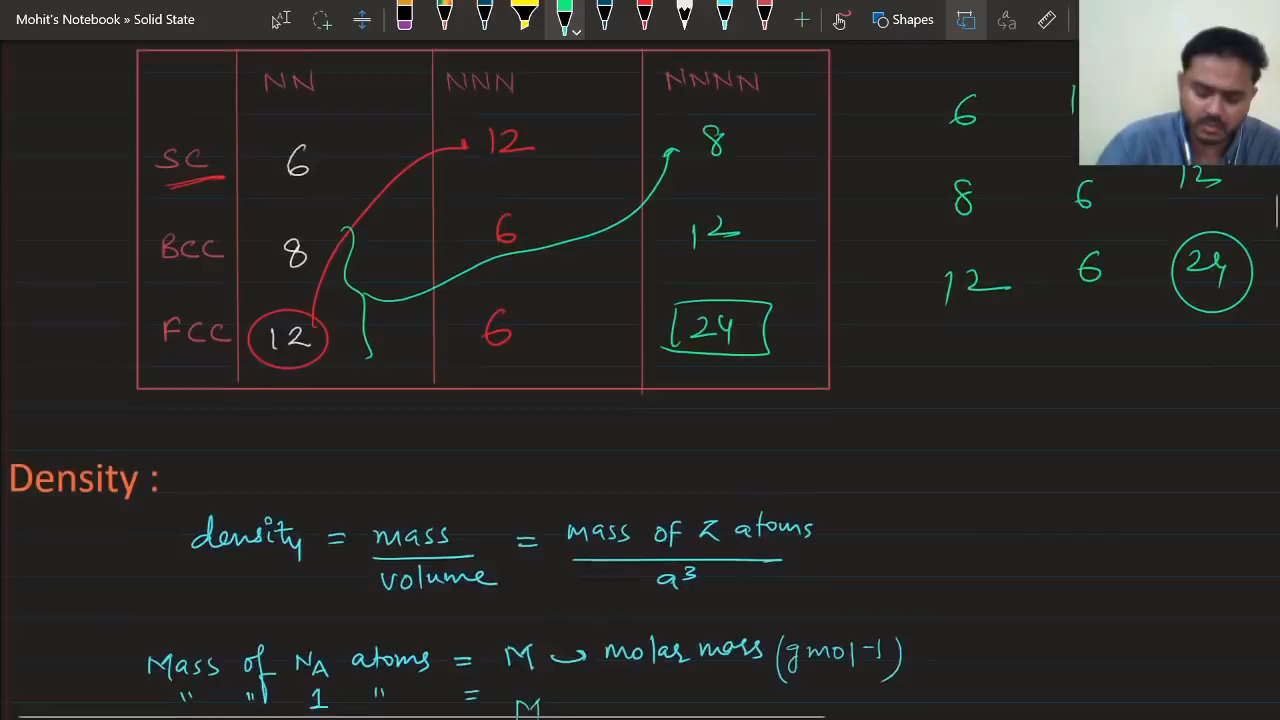 Mohit's Notebook » Solid State
Shapes
NN NNN NNNN
SC 6 12 8
BCC 8 6 12
FCC 12 6 24
6 1
8 6 12
12 6 24
Density :
density = mass / volume = mass of Z atoms / a³
Mass of NA atoms = M → molar mass (gmol-1)
" " 1 " = M